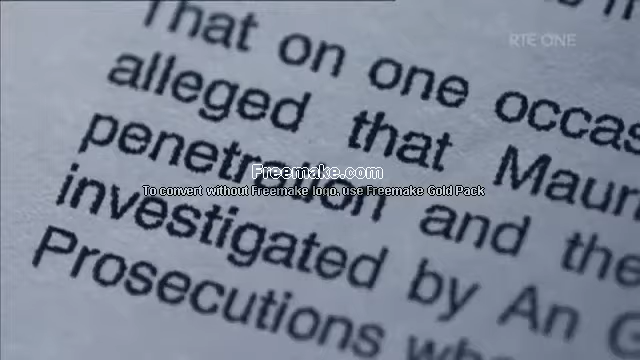 That on one occas
RTE ONE
alleged that Maur
penetration and the
Freemake.com
To convert without Freemake logo, use Freemake Gold Pack
investigated by An
Prosecutions